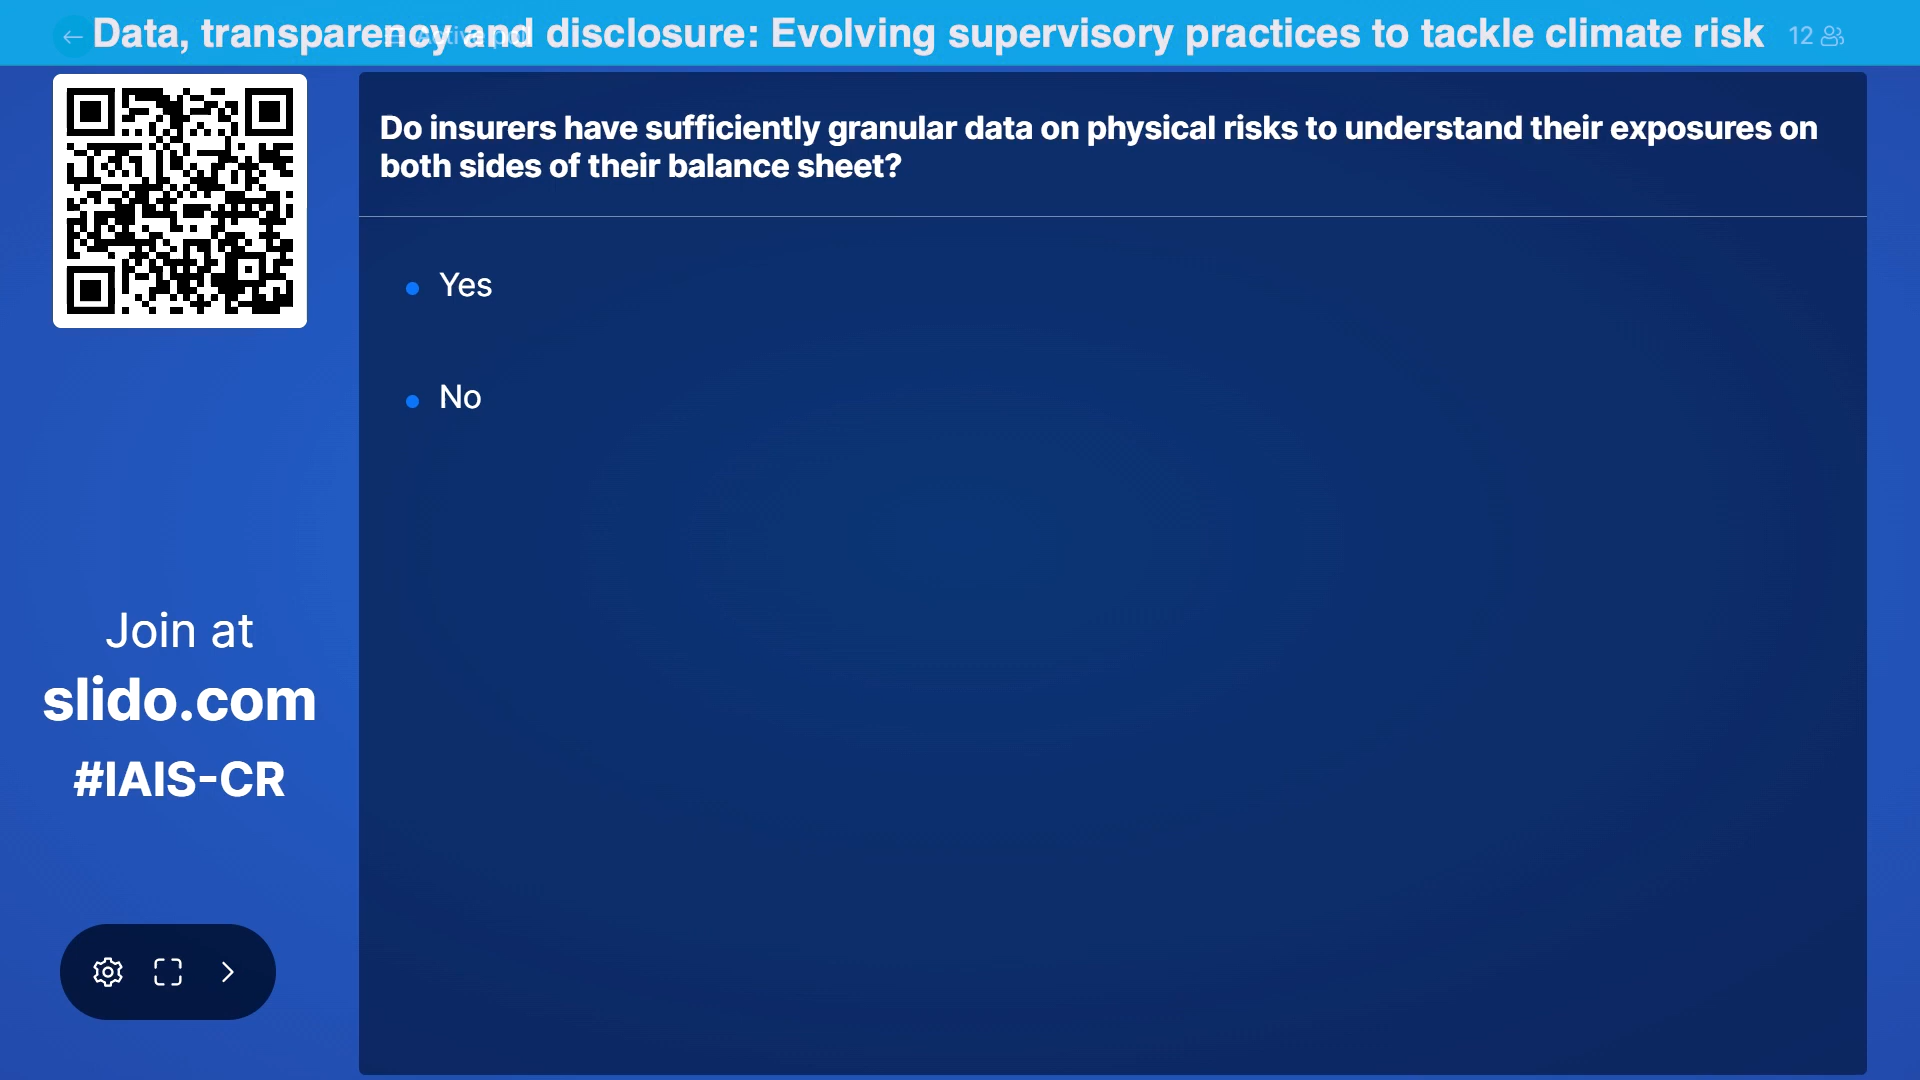 Data, transparency and disclosure: Evolving supervisory practices to tackle climate risk
12
Do insurers have sufficiently granular data on physical risks to understand their exposures on
both sides of their balance sheet?
Yes
No
Join at
slido.com
#IAIS-CR